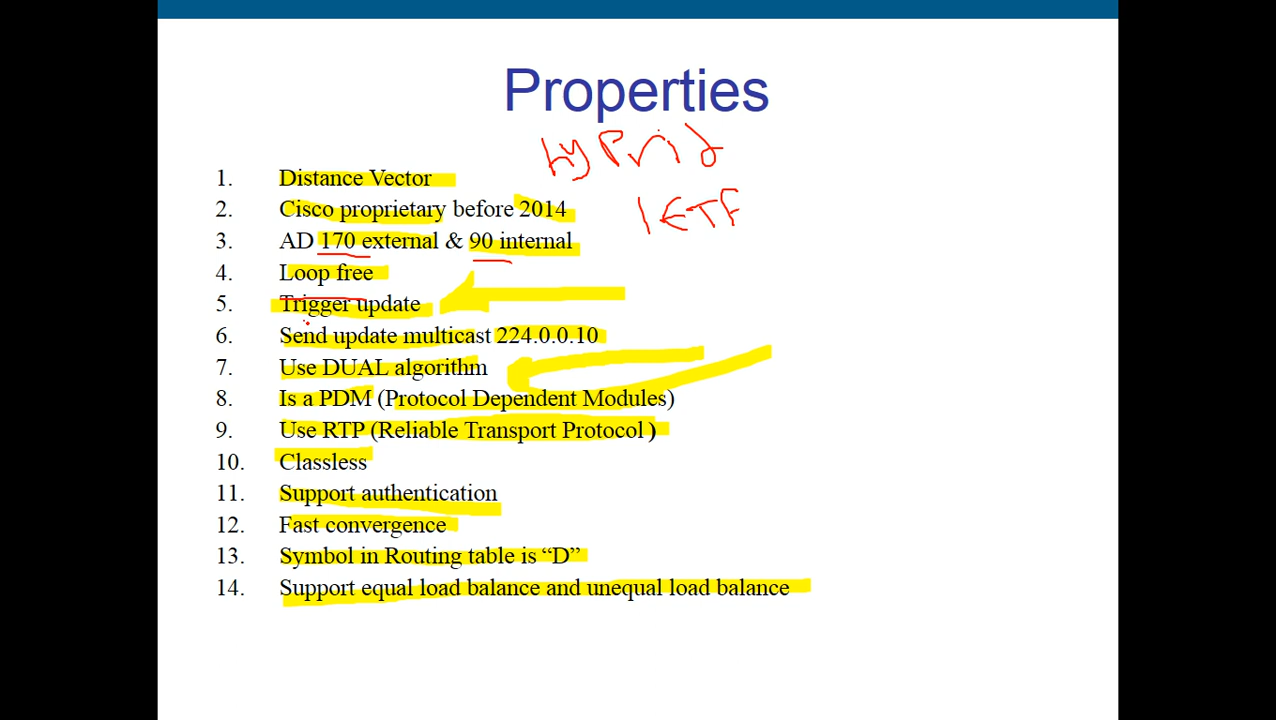 Properties
hyPrid
1. Distance Vector
IETF
2. Cisco proprietary before 2014
3. AD 170 external & 90 internal
4. Loop free
5. Trigger update
6. Send update multicast 224.0.0.10
7. Use DUAL algorithm
8. Is a PDM (Protocol Dependent Modules)
9. Use RTP (Reliable Transport Protocol)
10. Classless
11. Support authentication
12. Fast convergence
13. Symbol in Routing table is “D”
14. Support equal load balance and unequal load balance